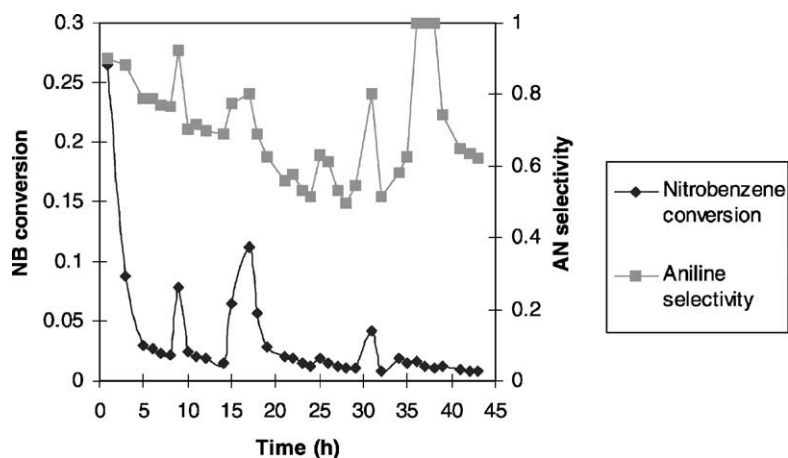 0.3
0.25
0.2
0.15
0.1
0.05
0
NB conversion
1
0.8
0.6
0.4
0.2
0
AN selectivity
0 5 10 15 20 25 30 35 40 45
Time (h)
Nitrobenzene
conversion
Aniline
selectivity